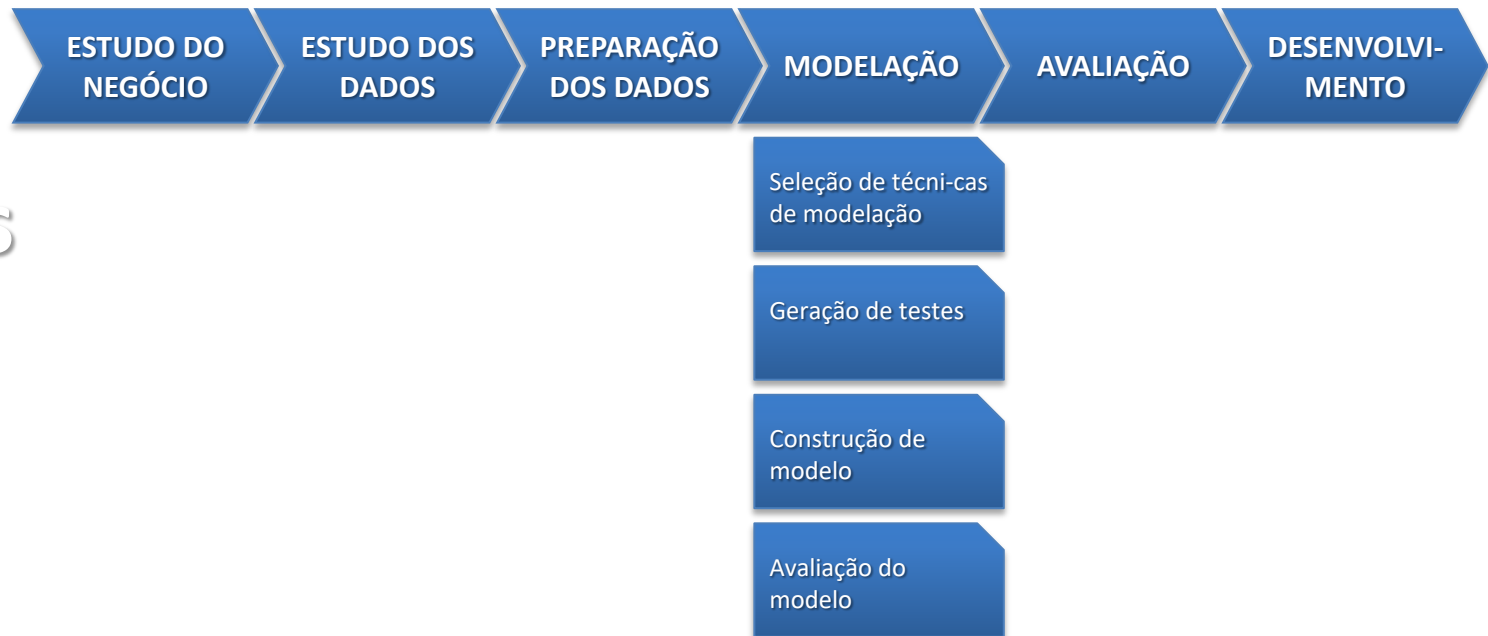 ESTUDO DO
NEGÓCIO
ESTUDO DOS
DADOS
PREPARAÇÃO
DOS DADOS
MODELAÇÃO
AVALIAÇÃO
DESENVOLVI-
MENTO
s
Seleção de técni-cas
de modelação
Geração de testes
Construção de
modelo
Avaliação do
modelo